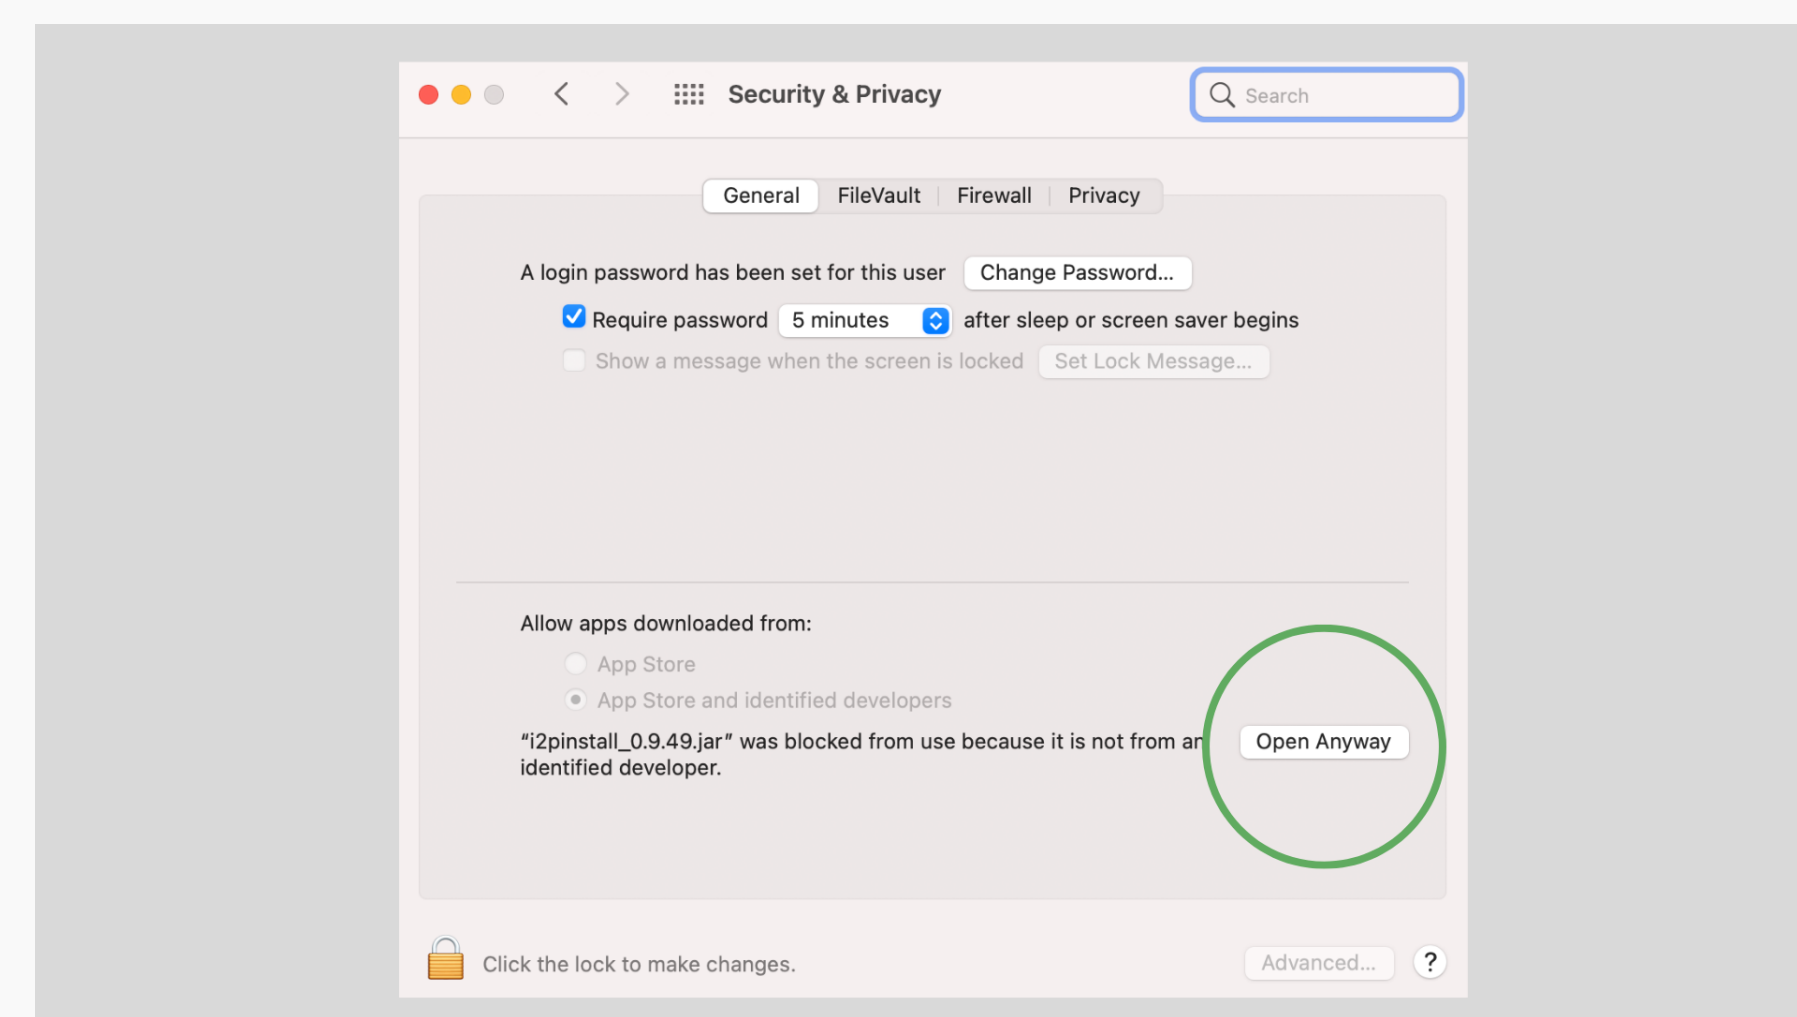 Security & Privacy
Search
General FileVault Firewall Privacy
A login password has been set for this user Change Password...
Require password 5 minutes after sleep or screen saver begins
Show a message when the screen is locked Set Lock Message...
Allow apps downloaded from:
App Store
App Store and identified developers
“i2pinstall_0.9.49.jar” was blocked from use because it is not from an Open Anyway
identified developer.
Click the lock to make changes. Advanced... ?